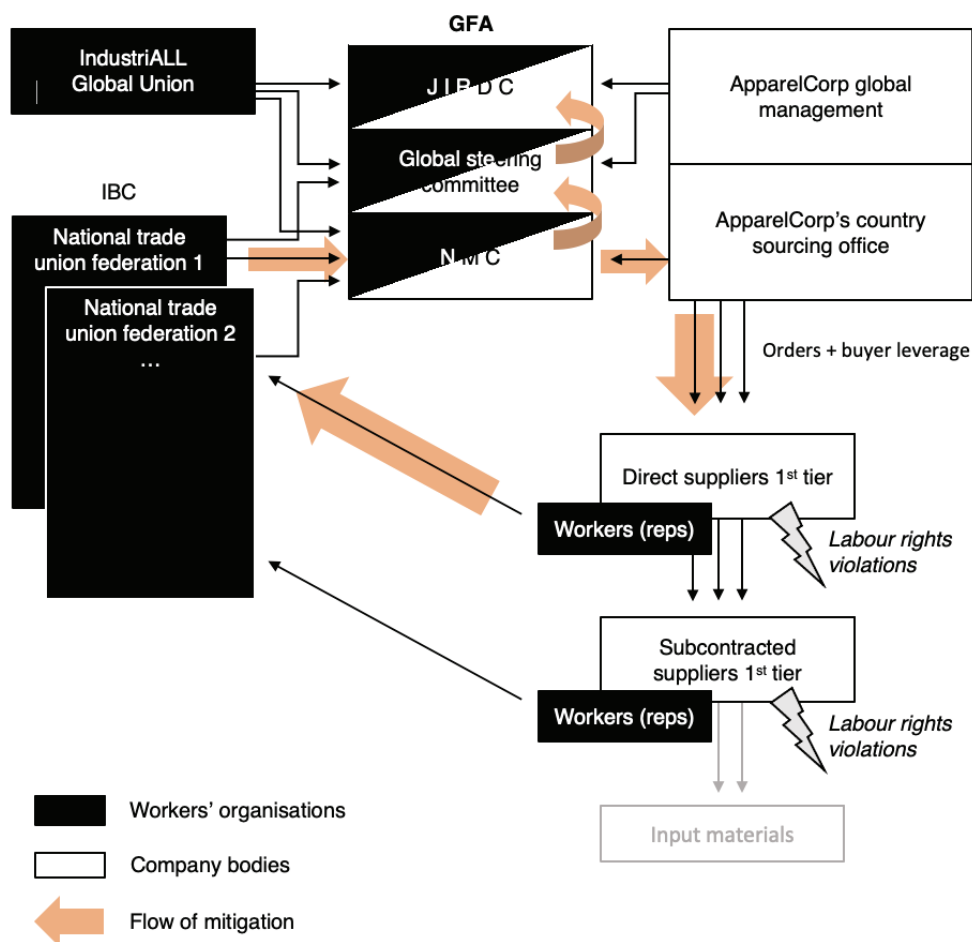 GFA
IndustriALL
Global Union
J I R D C
ApparelCorp global
management
Global steering
committee
IBC
ApparelCorp's country
sourcing office
National trade
union federation 1
N M C
National trade
union federation 2
...
Orders + buyer leverage
Direct suppliers 1st tier
Workers (reps)
Labour rights
violations
Subcontracted
suppliers 1st tier
Workers (reps)
Labour rights
violations
Workers' organisations
Input materials
Company bodies
Flow of mitigation